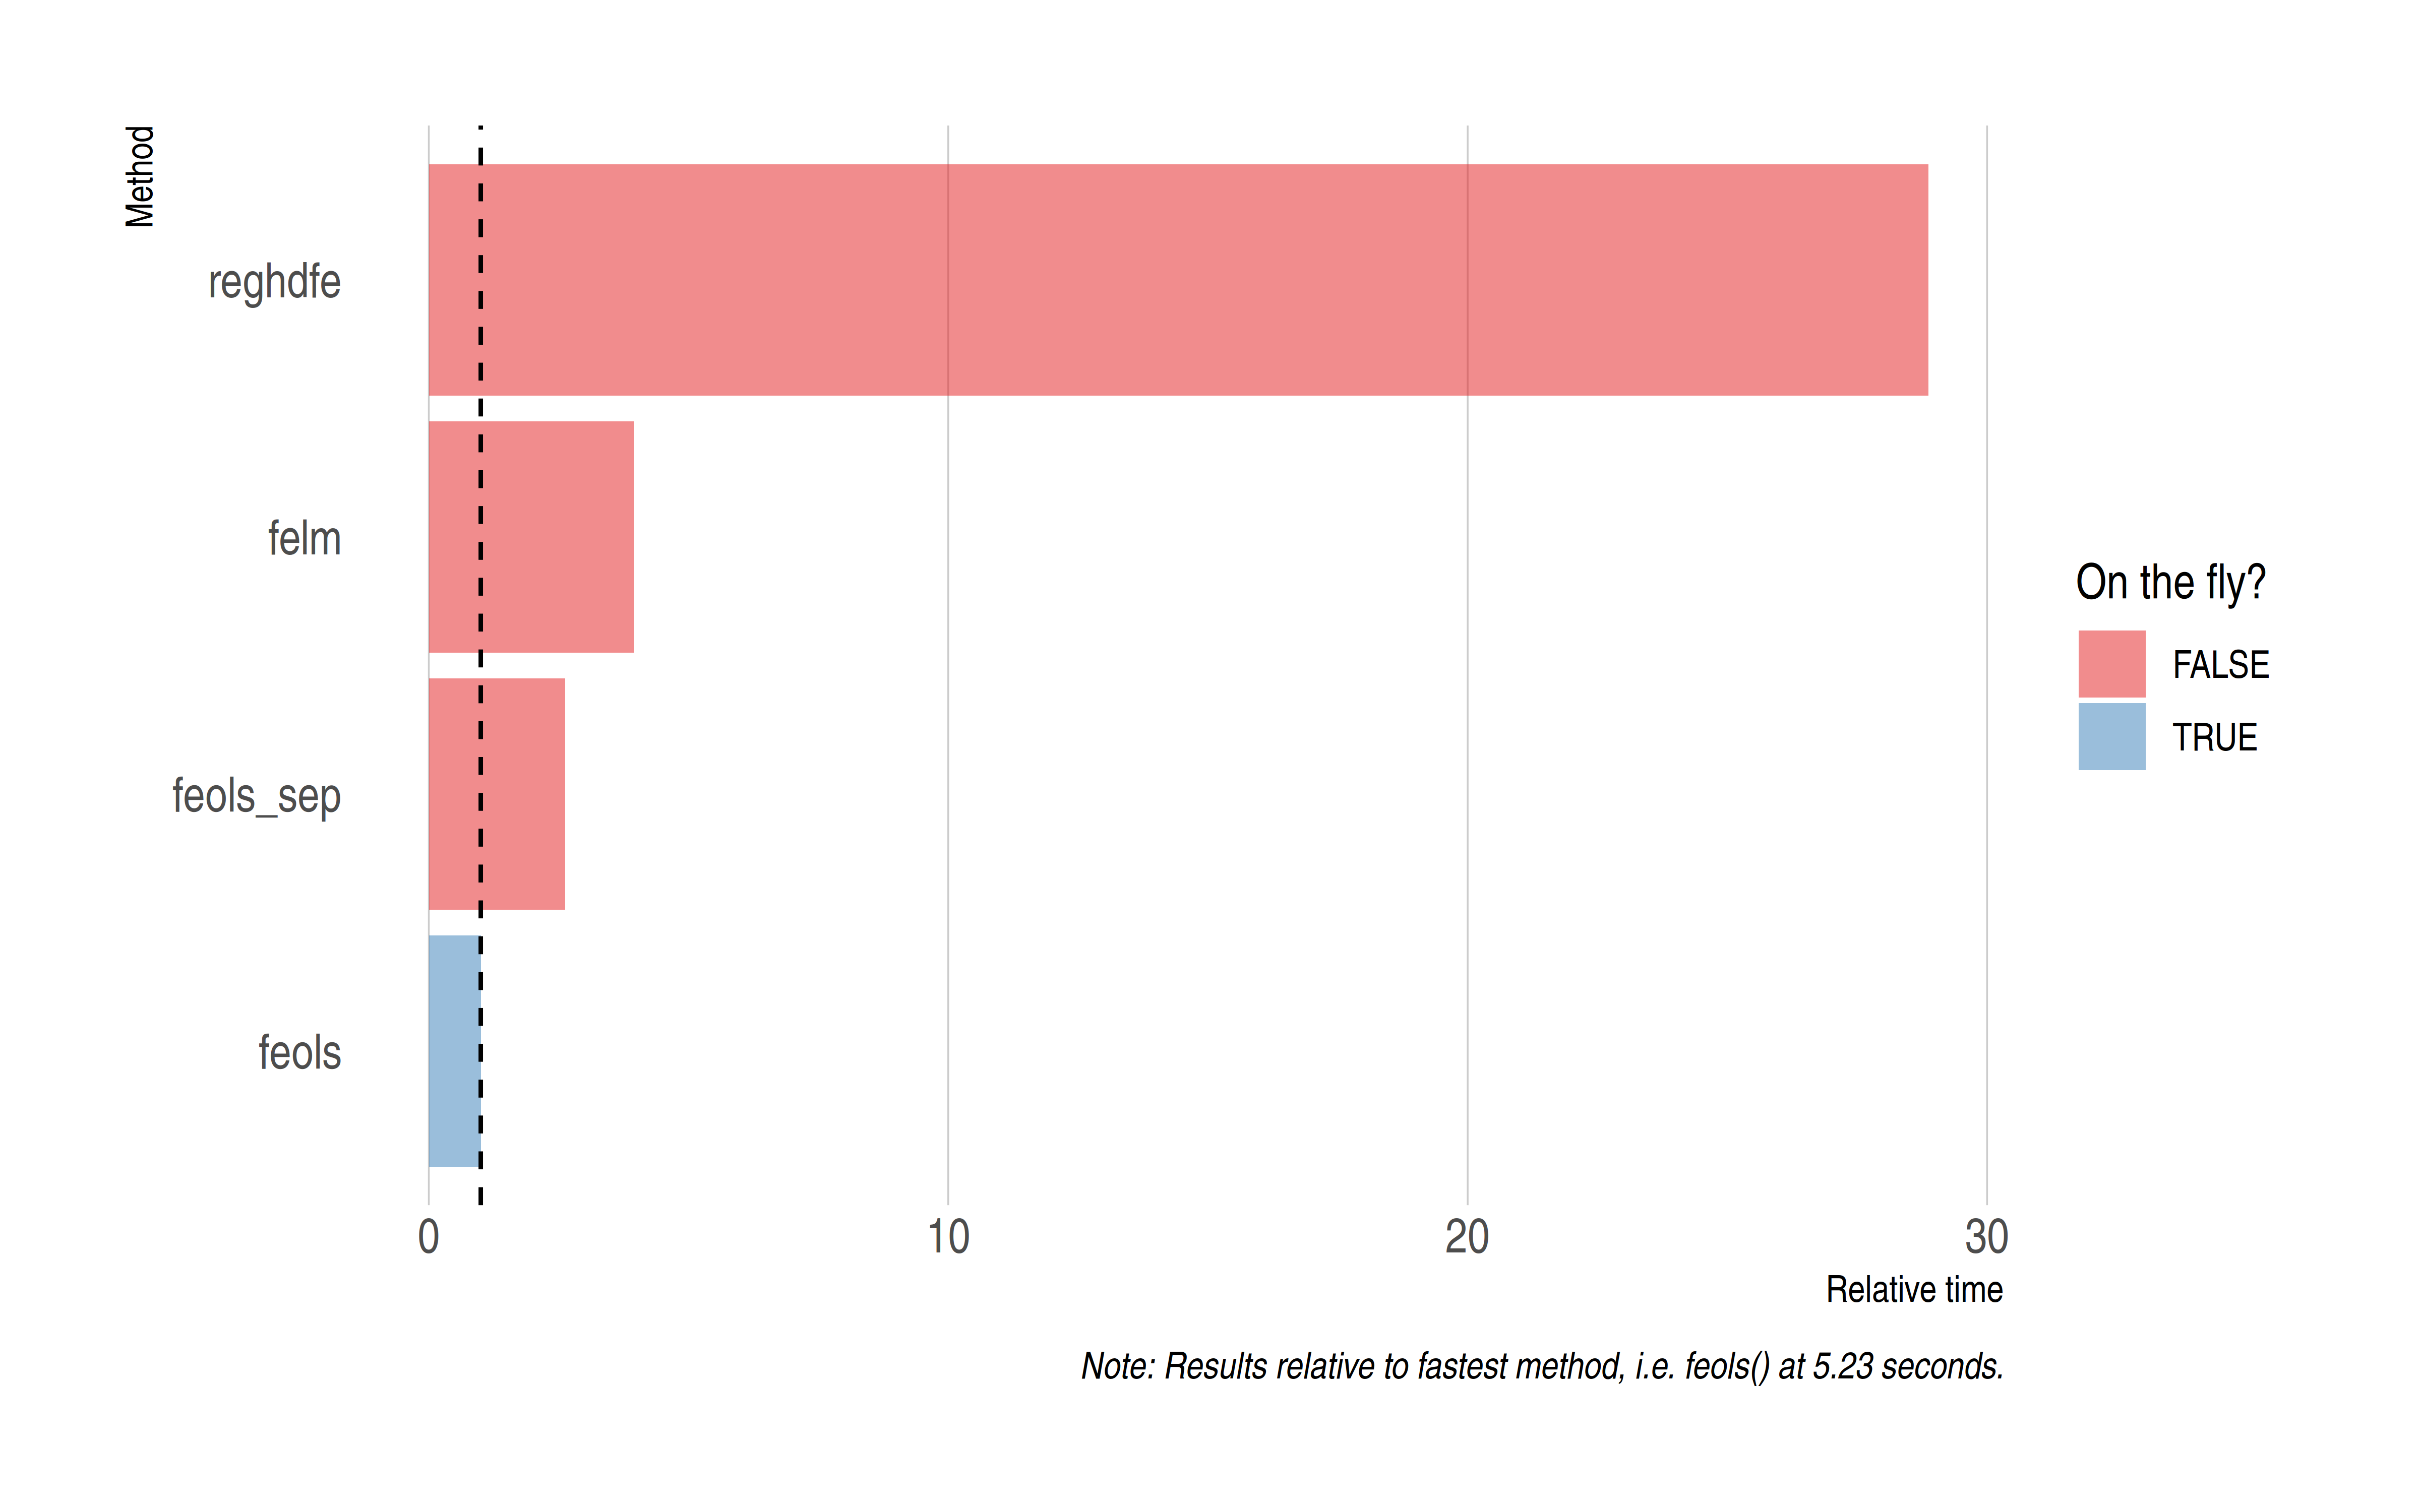 Method
reghdfe
felm
feols_sep
feols
0 10 20 30
Relative time
On the fly?
FALSE
TRUE
Note: Results relative to fastest method, i.e. feols() at 5.23 seconds.